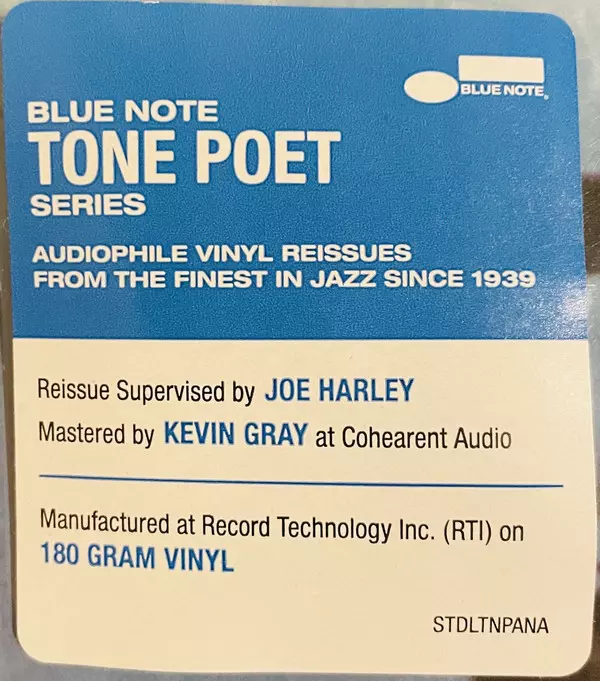 BLUE NOTE.
BLUE NOTE
TONE POET
SERIES
AUDIOPHILE VINYL REISSUES
FROM THE FINEST IN JAZZ SINCE 1939
Reissue Supervised by JOE HARLEY
Mastered by KEVIN GRAY at Cohearent Audio
Manufactured at Record Technology Inc. (RTI) on
180 GRAM VINYL
STDLTNPANA